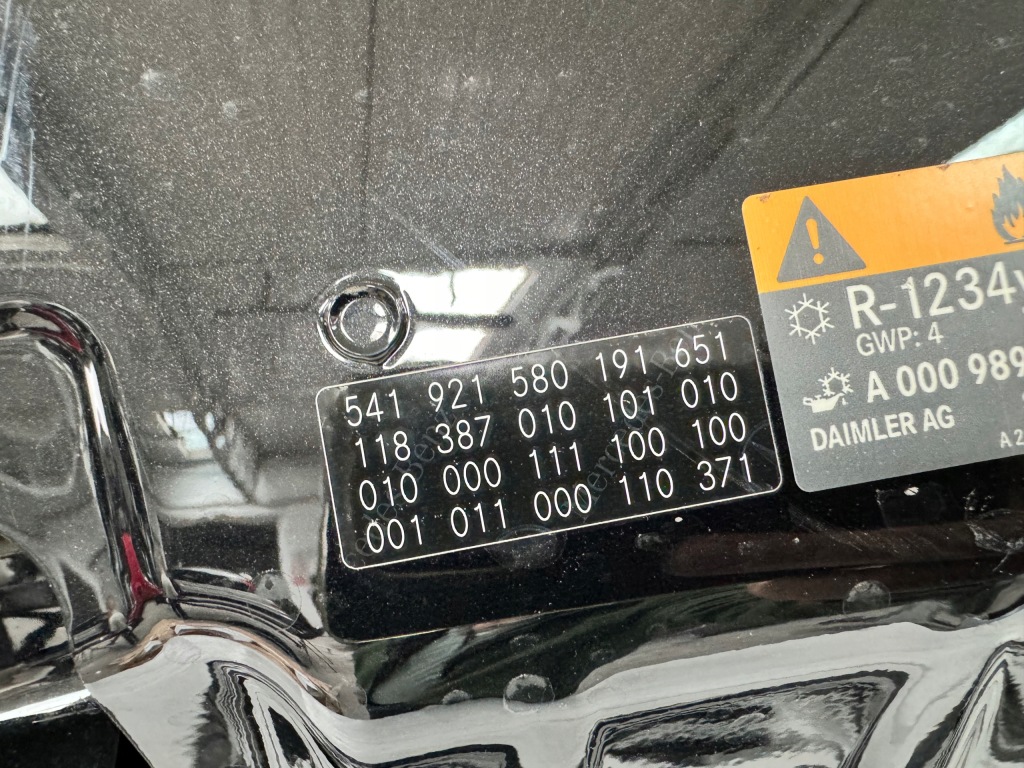 541 921 580 191 651
118 387 010 101 010
010 000 111 100 100
001 011 000 110 371
R-1234y
GWP: 4
A 000 989
DAIMLER AG
A 2